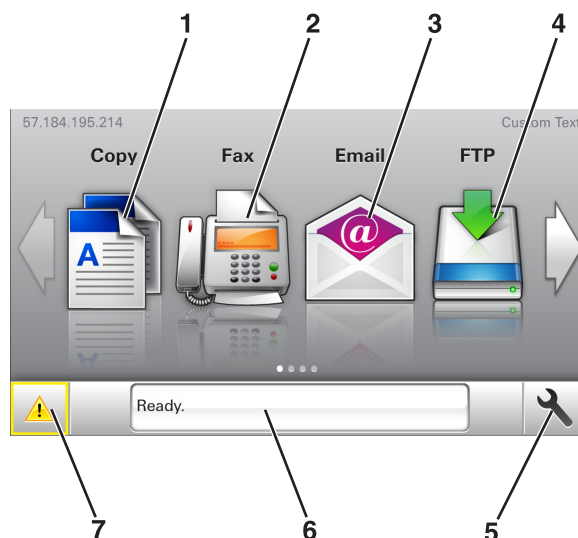 1 2 3 4
57.184.195.214 Custom Text
Copy Fax Email FTP
A @
Ready.
7 6 5